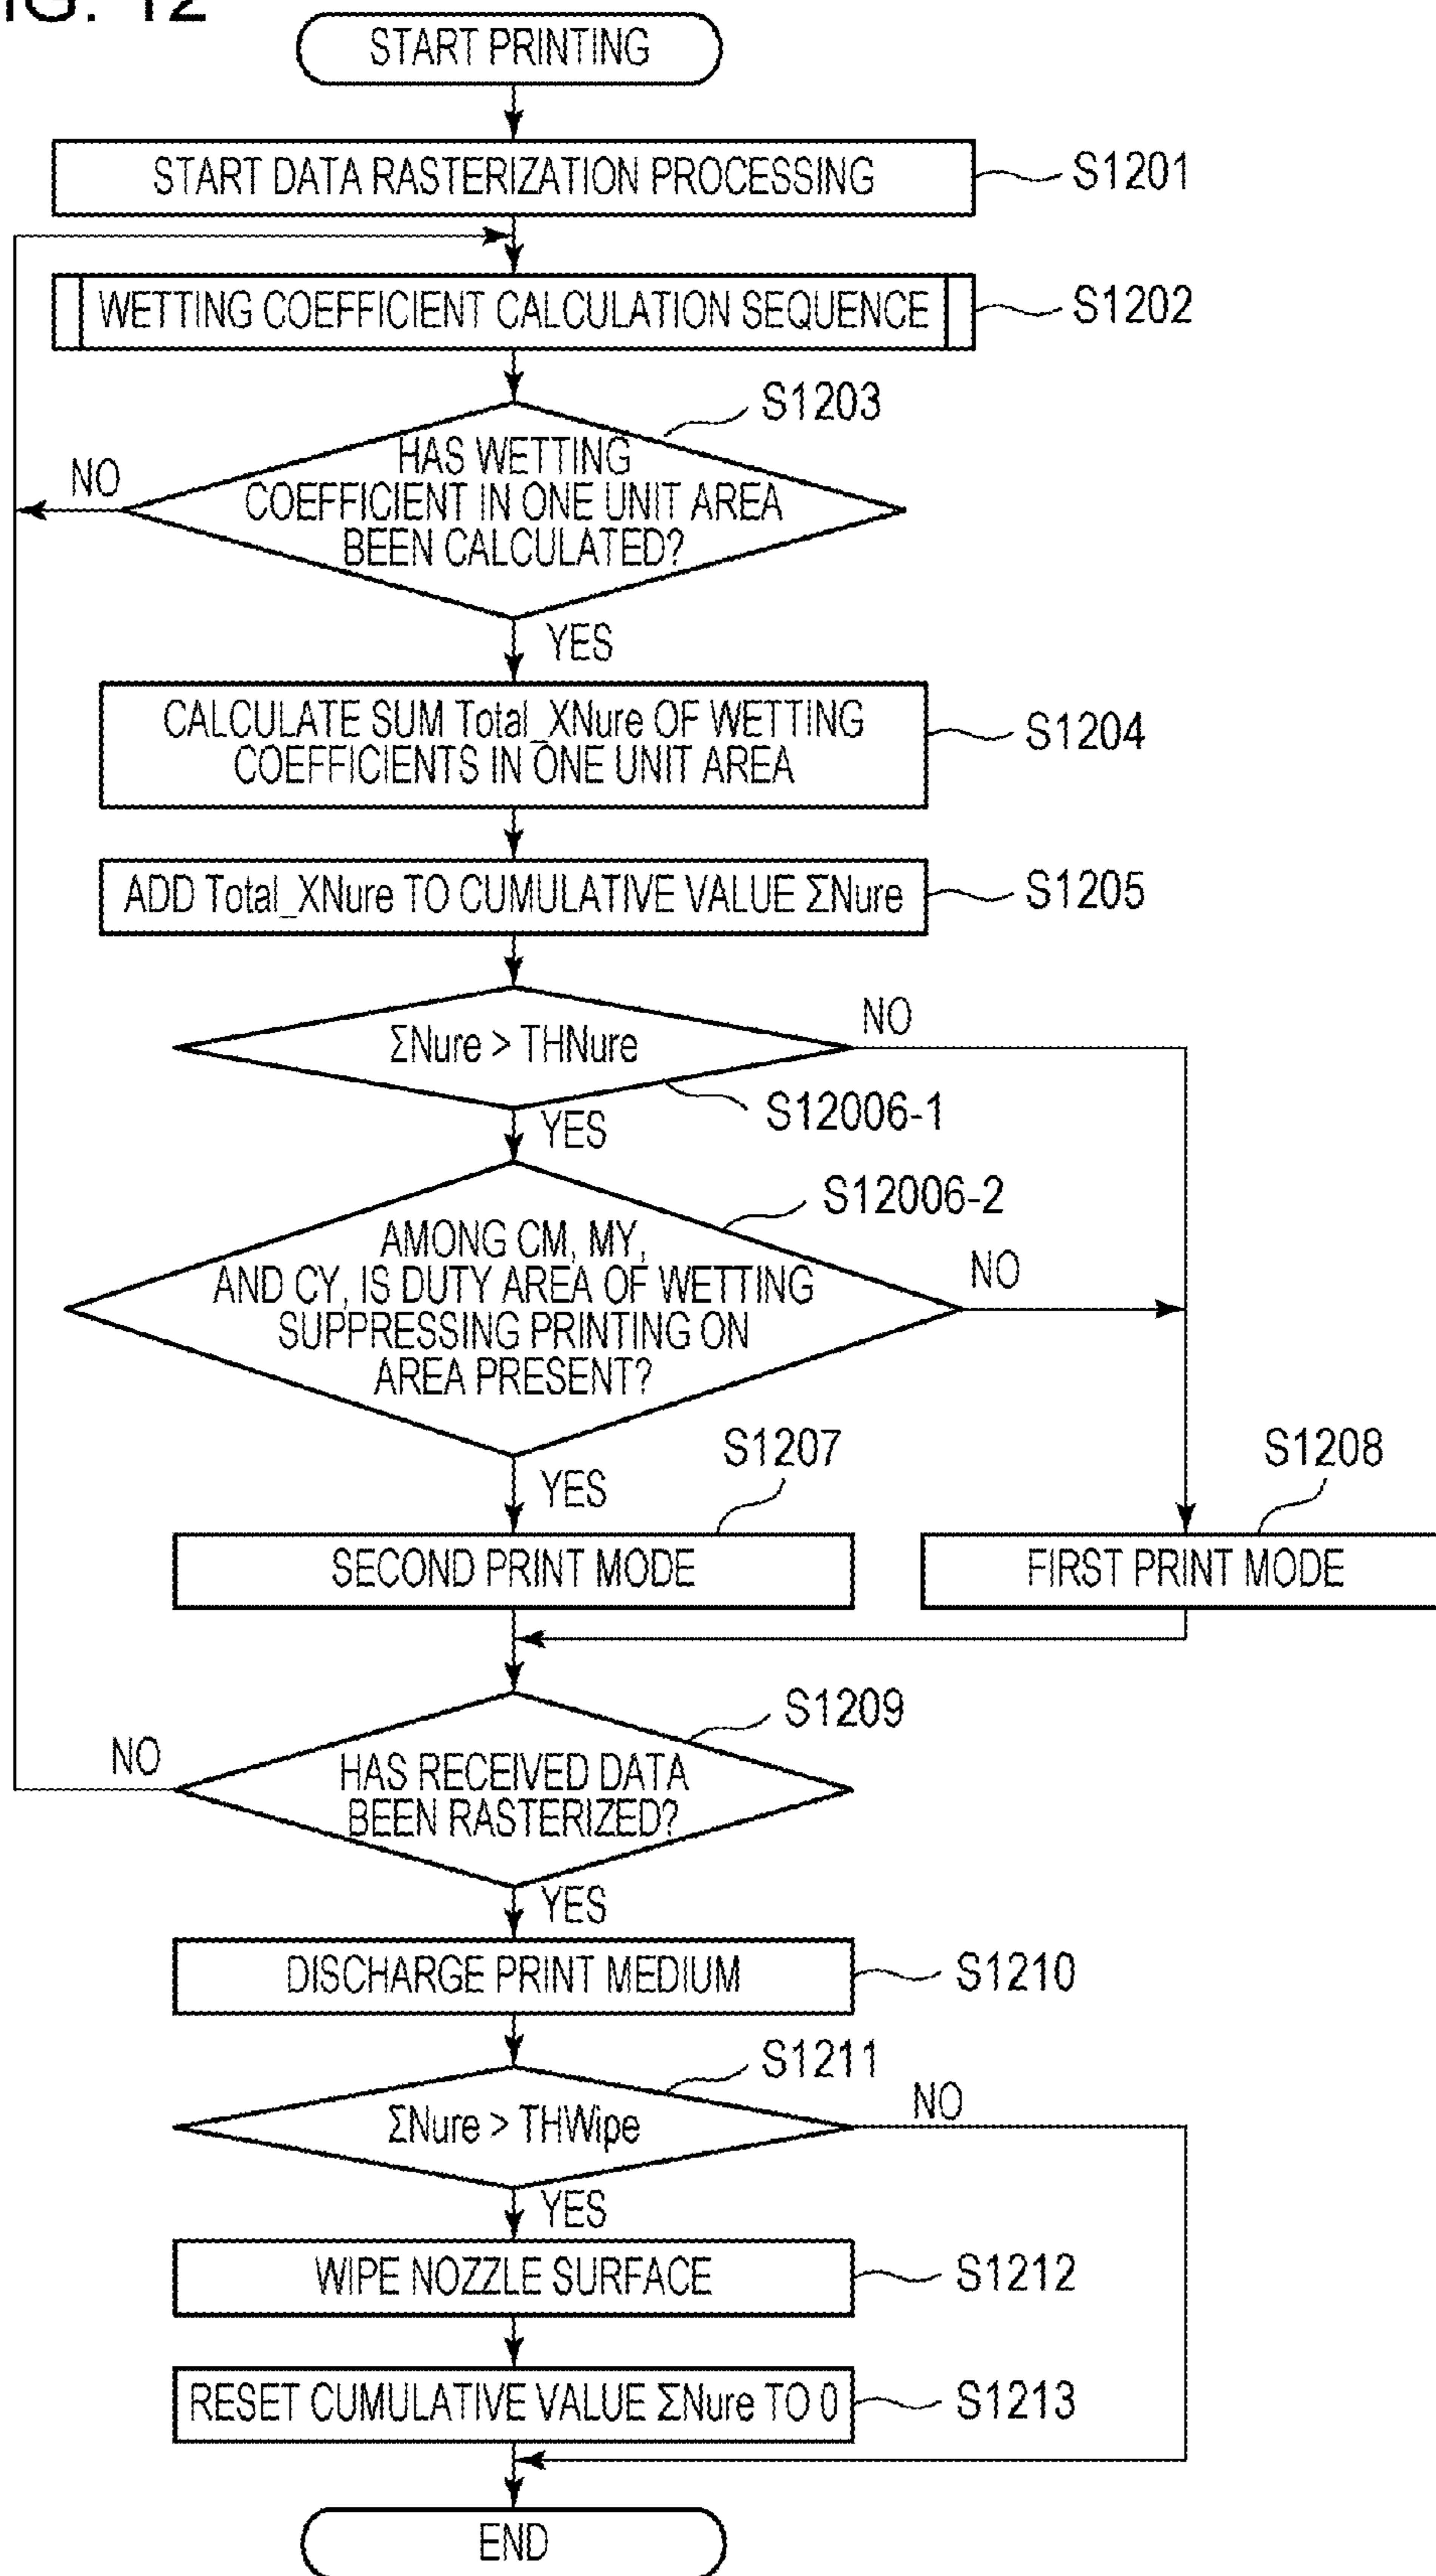 FIG. 12
START PRINTING
START DATA RASTERIZATION PROCESSING
S1201
WETTING COEFFICIENT CALCULATION SEQUENCE
S1202
S1203
HAS WETTING
COEFFICIENT IN ONE UNIT AREA
BEEN CALCULATED?
NO
YES
CALCULATE SUM Total_XNure OF WETTING
COEFFICIENTS IN ONE UNIT AREA
S1204
ADD Total_XNure TO CUMULATIVE VALUE ΣNure
S1205
ΣNure > THNure
NO
S12006-1
YES
S12006-2
AMONG CM, MY,
AND CY, IS DUTY AREA OF WETTING
SUPPRESSING PRINTING ON
AREA PRESENT?
NO
YES
S1207
S1208
SECOND PRINT MODE
FIRST PRINT MODE
S1209
NO
HAS RECEIVED DATA
BEEN RASTERIZED?
YES
DISCHARGE PRINT MEDIUM
S1210
S1211
ΣNure > THWipe
NO
YES
WIPE NOZZLE SURFACE
S1212
RESET CUMULATIVE VALUE ΣNure TO 0
S1213
END